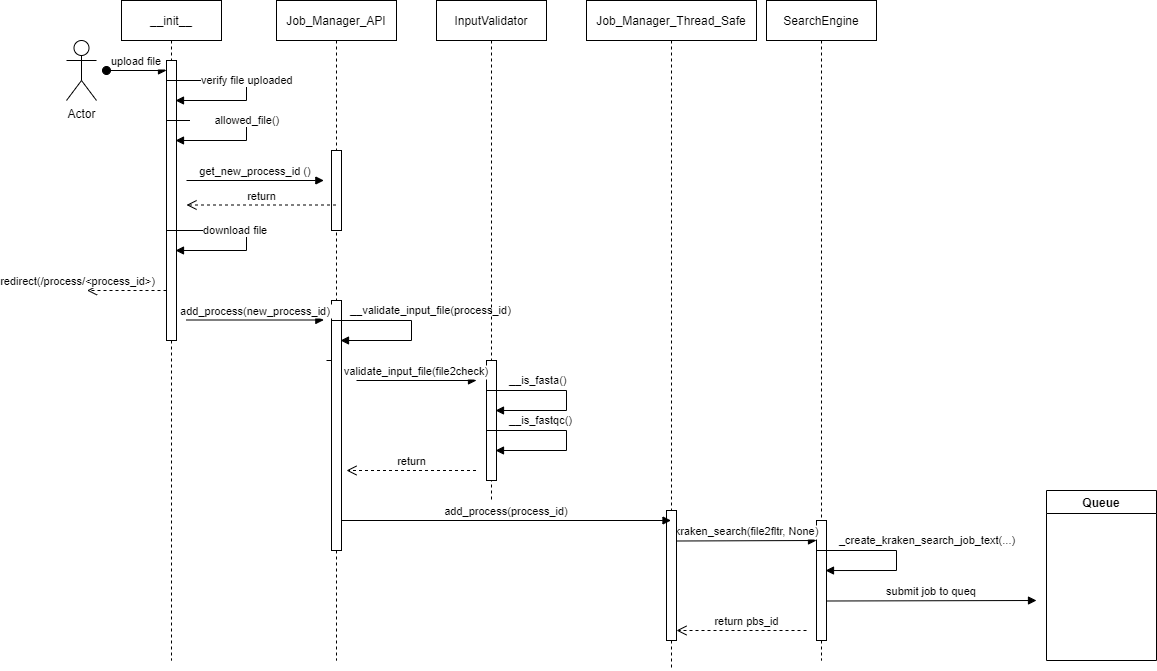 __init__
Job_Manager_API
InputValidator
Job_Manager_Thread_Safe
SearchEngine
upload file
verify file uploaded
Actor
allowed_file()
get_new_process_id ()
return
download file
redirect(/process/<process_id>)
add_process(new_process_id)
__validate_input_file(process_id)
validate_input_file(file2check)
__is_fasta()
__is_fastqc()
return
Queue
add_process(process_id)
kraken_search(file2fltr, None)
_create_kraken_search_job_text(...)
submit job to queq
return pbs_id